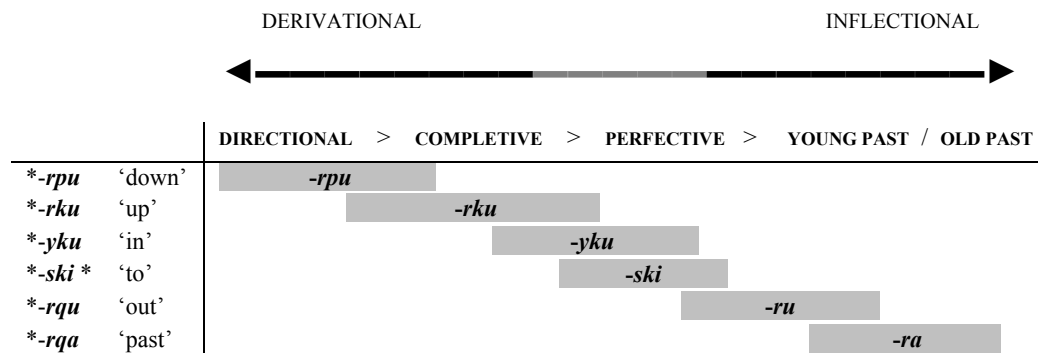 DERIVATIONAL INFLECTIONAL
DIRECTIONAL > COMPLETIVE > PERFECTIVE > YOUNG PAST / OLD PAST
*-rpu ‘down’ -rpu
*-rku ‘up’ -rku
*-yku ‘in’ -yku
*-ski * ‘to’ -ski
*-rqu ‘out’ -ru
*-rqa ‘past’ -ra